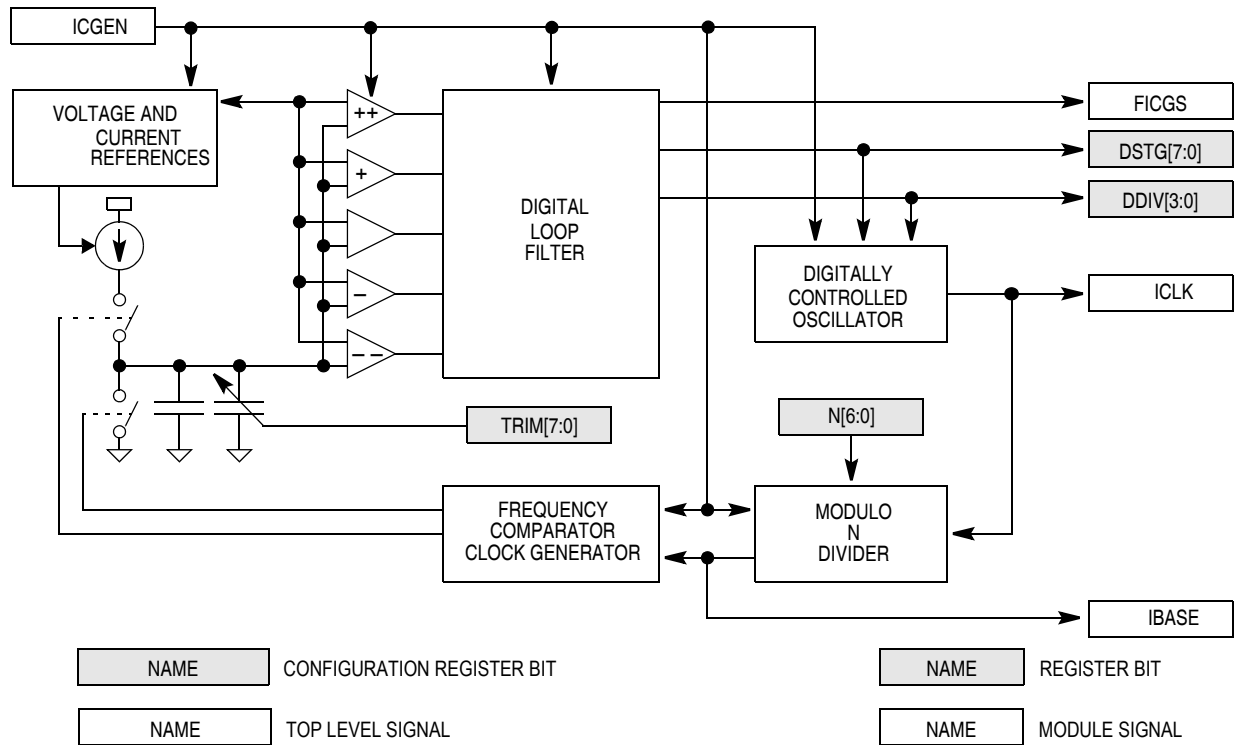 ICGEN
VOLTAGE AND
CURRENT
REFERENCES
++
+
−
− −
DIGITAL
LOOP
FILTER
FICGS
DSTG[7:0]
DDIV[3:0]
DIGITALLY
CONTROLLED
OSCILLATOR
ICLK
TRIM[7:0]
N[6:0]
FREQUENCY
COMPARATOR
CLOCK GENERATOR
MODULO
N
DIVIDER
IBASE
NAME
CONFIGURATION REGISTER BIT
NAME
REGISTER BIT
NAME
TOP LEVEL SIGNAL
NAME
MODULE SIGNAL